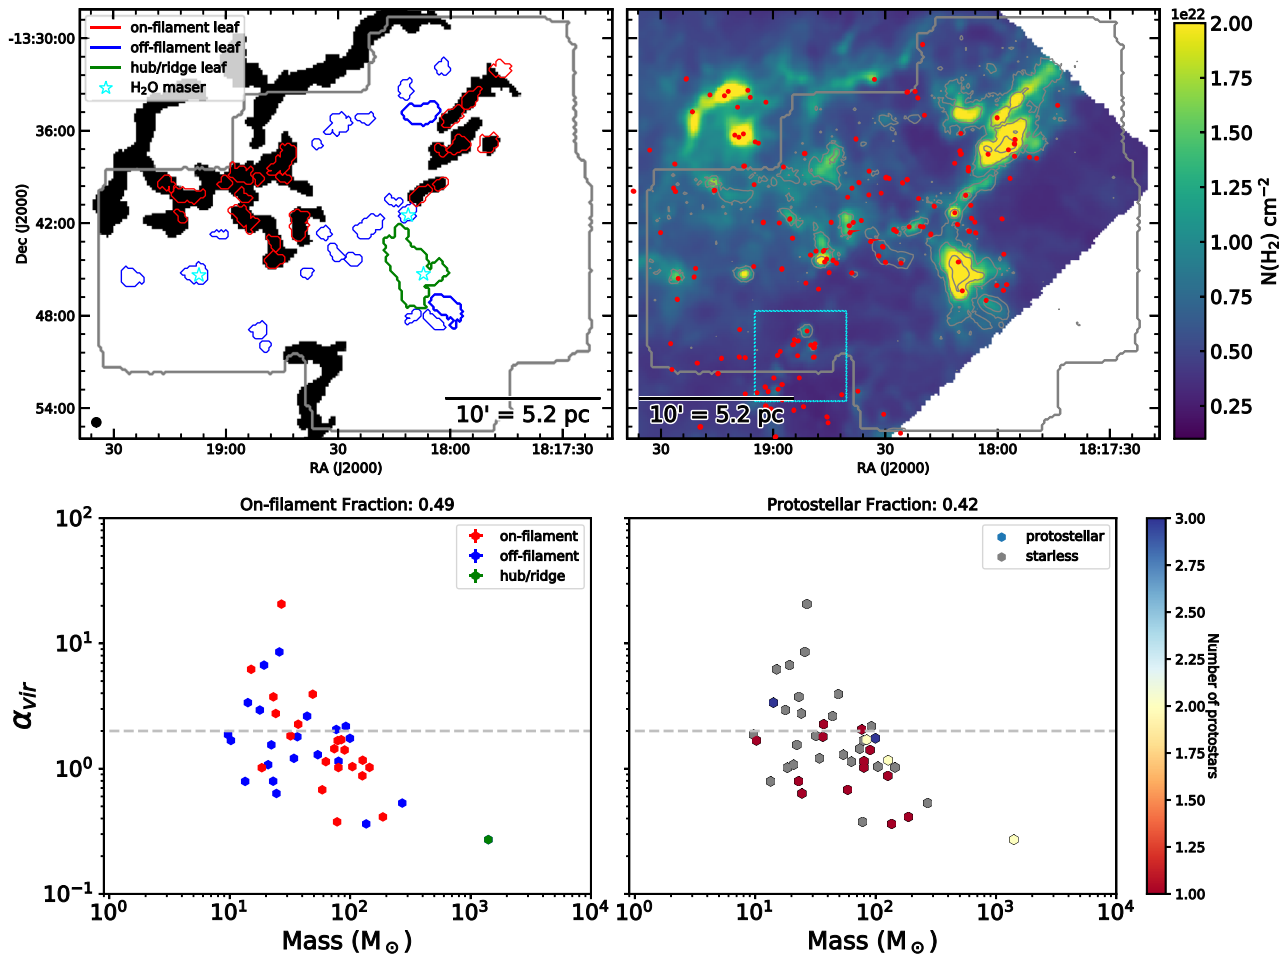 on-filament leaf
off-filament leaf
hub/ridge leaf
H₂O maser
-13:30:00
36:00
42:00
48:00
54:00
Dec (J2000)
10' = 5.2 pc
30
19:00
30
18:00
18:17:30
RA (J2000)
10' = 5.2 pc
30
19:00
30
18:00
18:17:30
RA (J2000)
1e22
2.00
1.75
1.50
1.25
1.00
0.75
0.50
0.25
N(H₂) cm⁻²
On-filament Fraction: 0.49
on-filament
off-filament
hub/ridge
10²
10¹
10⁰
10⁻¹
αvir
10⁰
10¹
10²
10³
10⁴
Mass (M⊙)
Protostellar Fraction: 0.42
protostellar
starless
10⁰
10¹
10²
10³
10⁴
Mass (M⊙)
3.00
2.75
2.50
2.25
2.00
1.75
1.50
1.25
1.00
Number of protostars